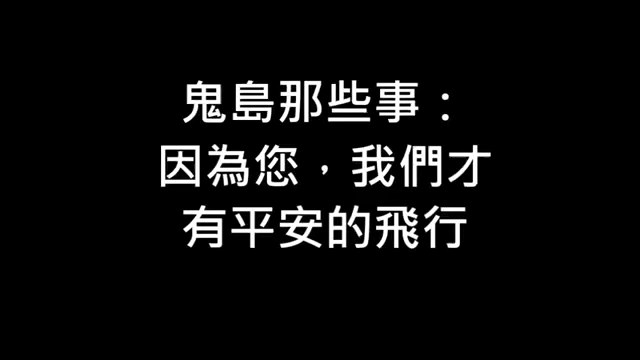 鬼島那些事：
因為您，我們才
有平安的飛行